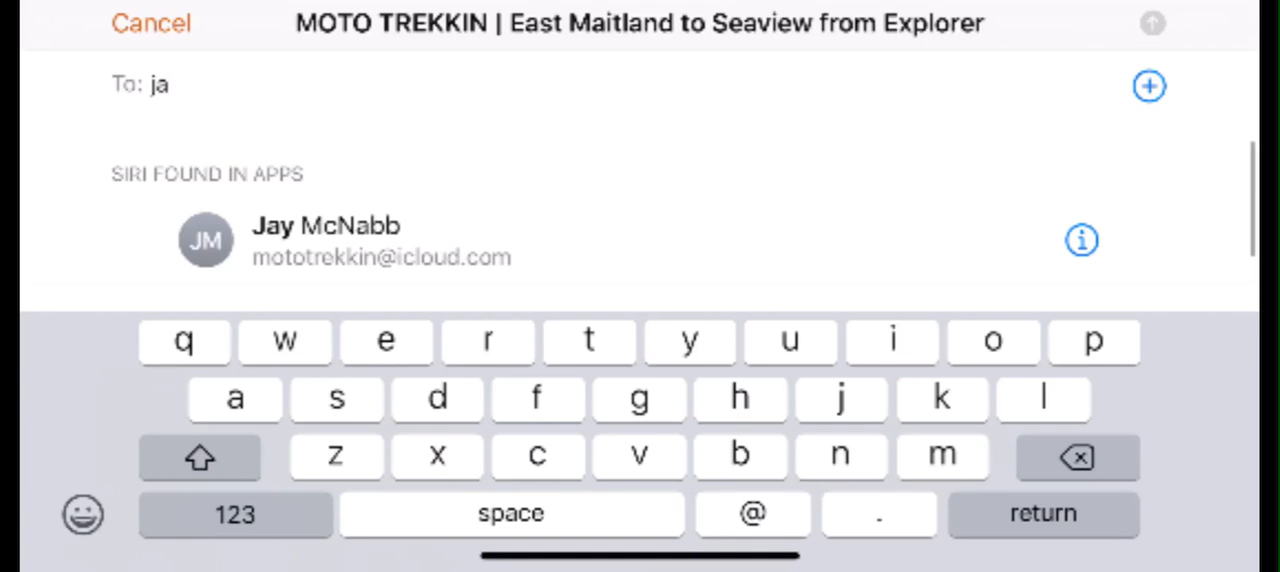 Cancel MOTO TREKKIN | East Maitland to Seaview from Explorer
To: ja
SIRI FOUND IN APPS
JM Jay McNabb
mototrekkin@icloud.com
q w e r t y u i o p
a s d f g h j k l
z x c v b n m
123 space @ . return